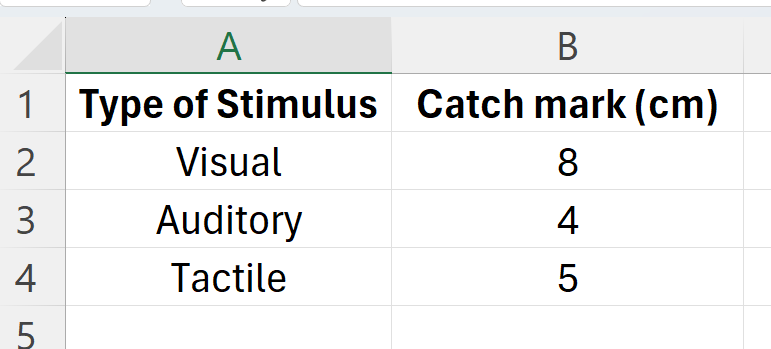 A B
1 Type of Stimulus Catch mark (cm)
2 Visual 8
3 Auditory 4
4 Tactile 5
5